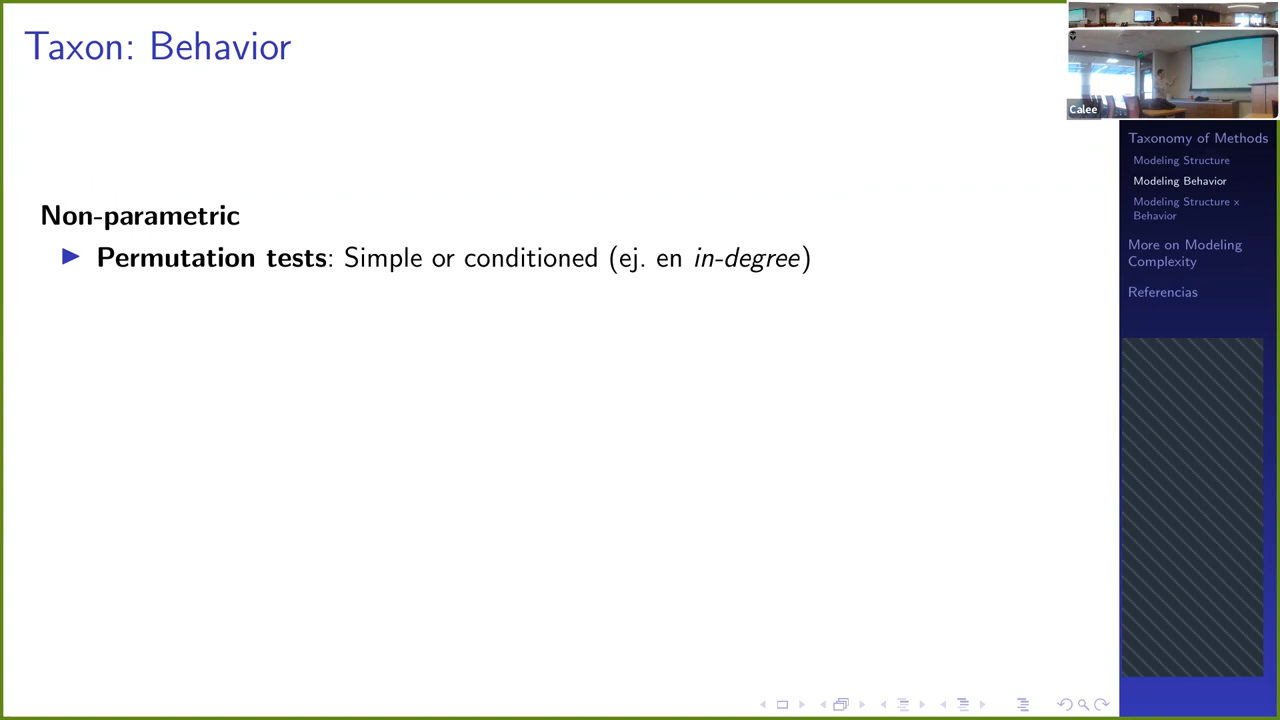 Taxon: Behavior
Calee
Non-parametric
▶ Permutation tests: Simple or conditioned (ej. en in-degree)
Taxonomy of Methods
Modeling Structure
Modeling Behavior
Modeling Structure x
Behavior
More on Modeling
Complexity
Referencias